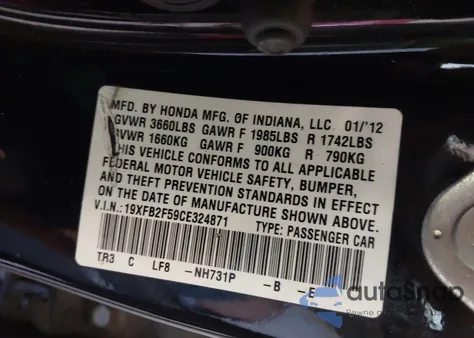 MFD. BY HONDA MFG. OF INDIANA, LLC. 01/'12
GVWR 3660LBS GAWR F 1985LBS R 1742LBS
GVWR 1660KG GAWR F 900KG R 790KG
THIS VEHICLE CONFORMS TO ALL APPLICABLE
FEDERAL MOTOR VEHICLE SAFETY, BUMPER,
AND THEFT PREVENTION STANDARDS IN EFFECT
ON THE DATE OF MANUFACTURE SHOWN ABOVE.
V.I.N.: 19XFB2F59CE324871 TYPE: PASSENGER CAR
TR3 C LF8 -NH731P -B -E
autasnap
Pewne